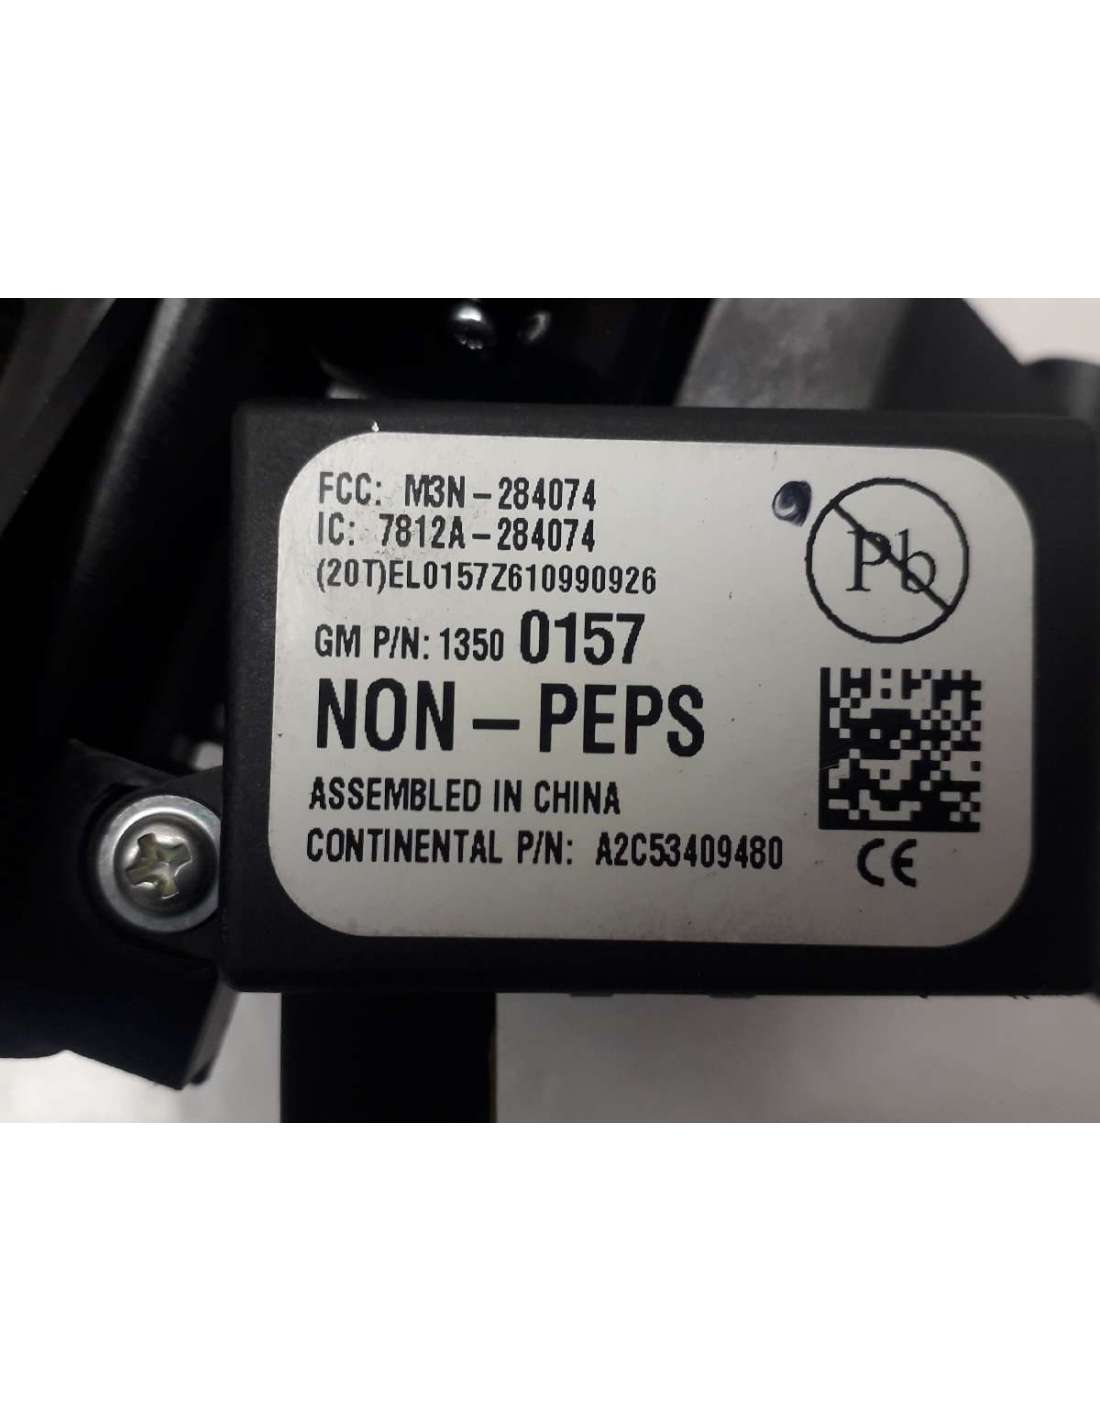 FCC: M3N-284074
IC: 7812A-284074
(20T)EL0157Z610990926
GM P/N: 1350 0157
NON-PEPS
ASSEMBLED IN CHINA
CONTINENTAL P/N: A2C53409480
Pb
CE